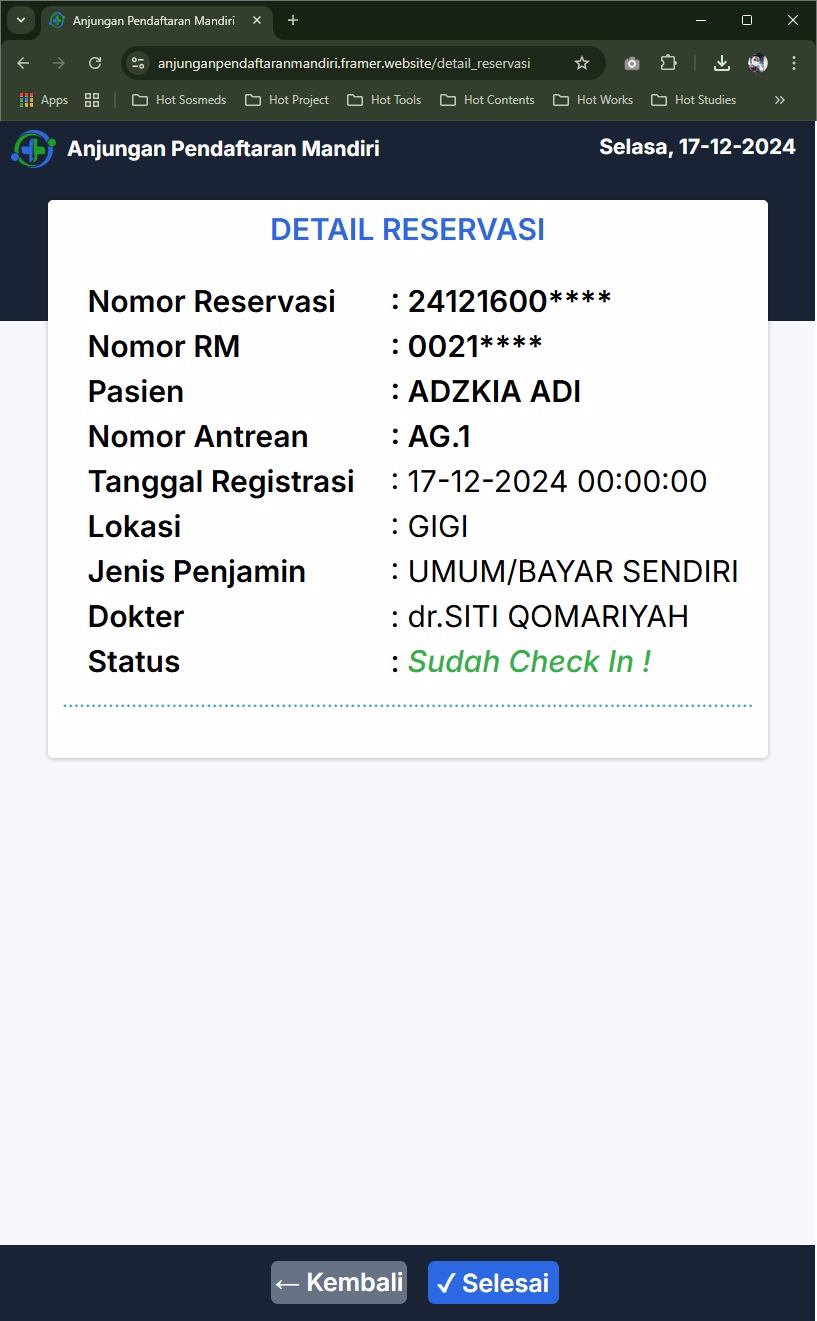 Anjungan Pendaftaran Mandiri
anjunganpendaftaranmandiri.framer.website/detail_reservasi
Apps Hot Sosmeds Hot Project Hot Tools Hot Contents Hot Works Hot Studies
Anjungan Pendaftaran Mandiri Selasa, 17-12-2024
DETAIL RESERVASI
Nomor Reservasi : 24121600****
Nomor RM : 0021****
Pasien : ADZKIA ADI
Nomor Antrean : AG.1
Tanggal Registrasi : 17-12-2024 00:00:00
Lokasi : GIGI
Jenis Penjamin : UMUM/BAYAR SENDIRI
Dokter : dr.SITI QOMARIYAH
Status : Sudah Check In !
← Kembali ✓ Selesai